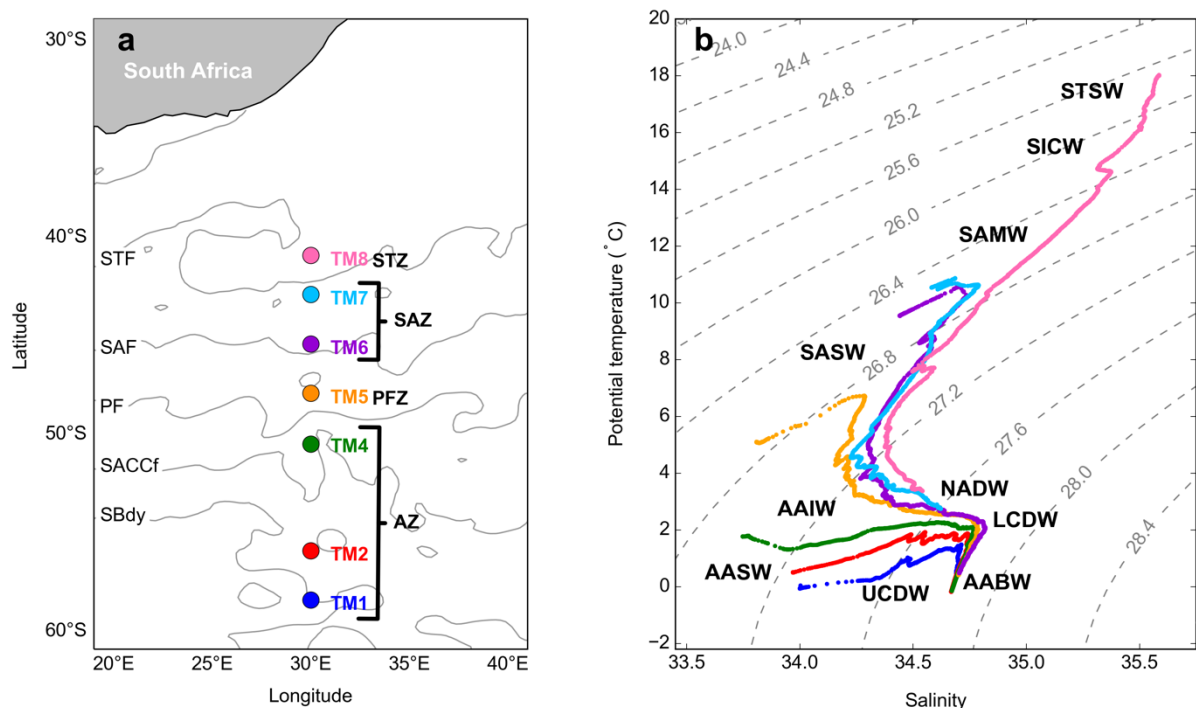 a
South Africa
30°S
40°S
50°S
60°S
Latitude
STF
SAF
PF
SACCf
SBdy
TM8 STZ
TM7
SAZ
TM6
TM5 PFZ
TM4
AZ
TM2
TM1
20°E 25°E 30°E 35°E 40°E
Longitude
b
20
18
16
14
12
10
8
6
4
2
0
−2
Potential temperature (°C)
24.0
24.4
24.8
25.2
25.6
26.0
26.4
26.8
27.2
27.6
28.0
28.4
STSW
SICW
SAMW
SASW
NADW
AAIW
LCDW
AASW
UCDW
AABW
33.5 34.0 34.5 35.0 35.5
Salinity